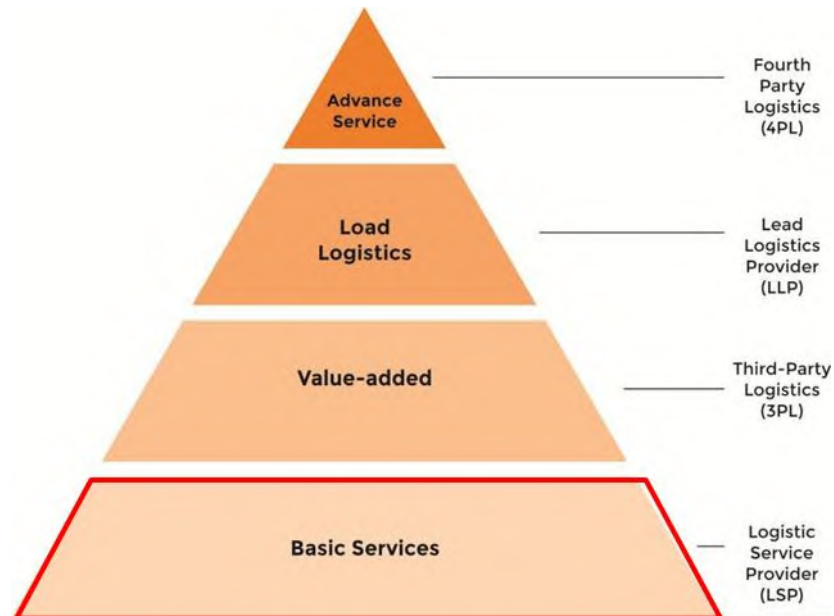 Advance
Service
Fourth
Party
Logistics
(4PL)
Load
Logistics
Lead
Logistics
Provider
(LLP)
Value-added
Third-Party
Logistics
(3PL)
Basic Services
Logistic
Service
Provider
(LSP)